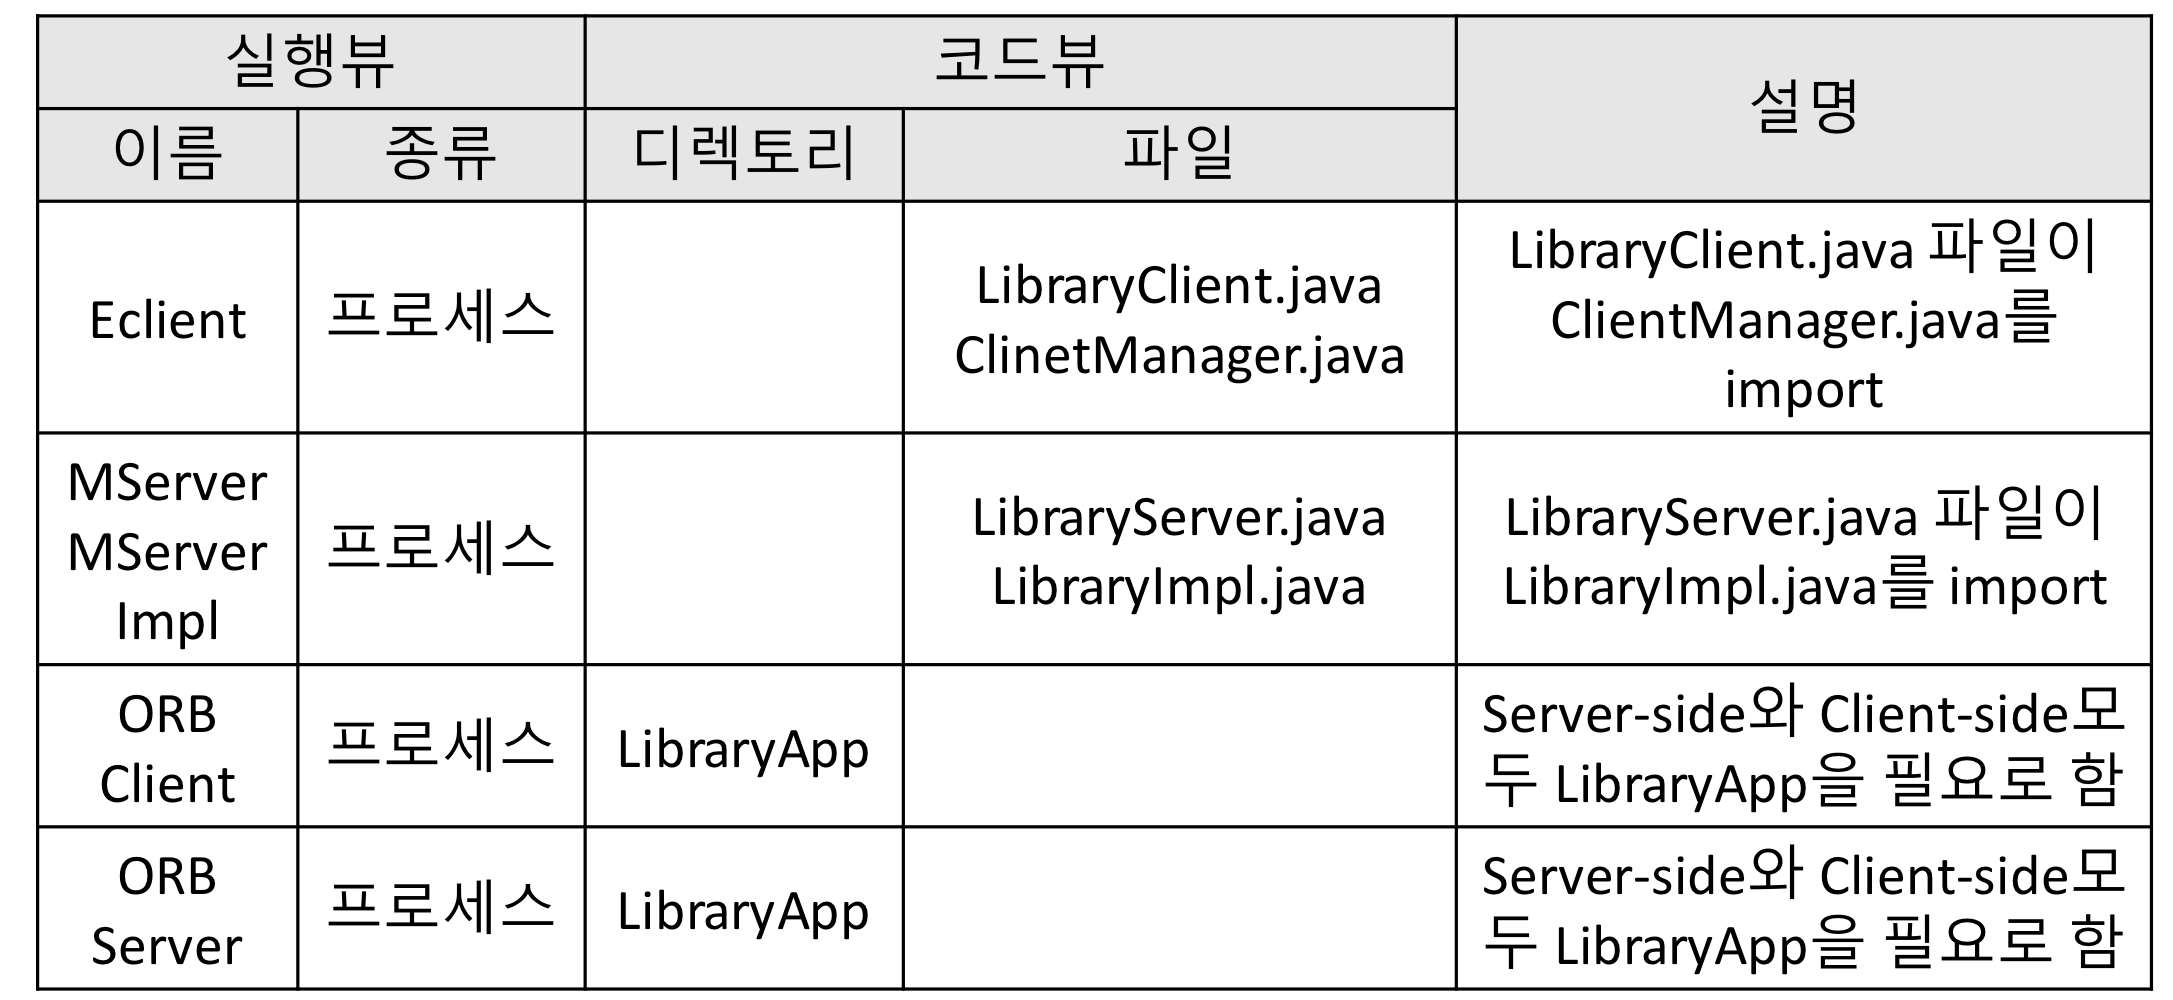 실행뷰
코드뷰
설명
이름
종류
디렉토리
파일
Eclient
프로세스
LibraryClient.java
ClinetManager.java
LibraryClient.java 파일이
ClientManager.java를
import
MServer
MServer
Impl
프로세스
LibraryServer.java
LibraryImpl.java
LibraryServer.java 파일이
LibraryImpl.java를 import
ORB
Client
프로세스
LibraryApp
Server-side와 Client-side모
두 LibraryApp을 필요로 함
ORB
Server
프로세스
LibraryApp
Server-side와 Client-side모
두 LibraryApp을 필요로 함